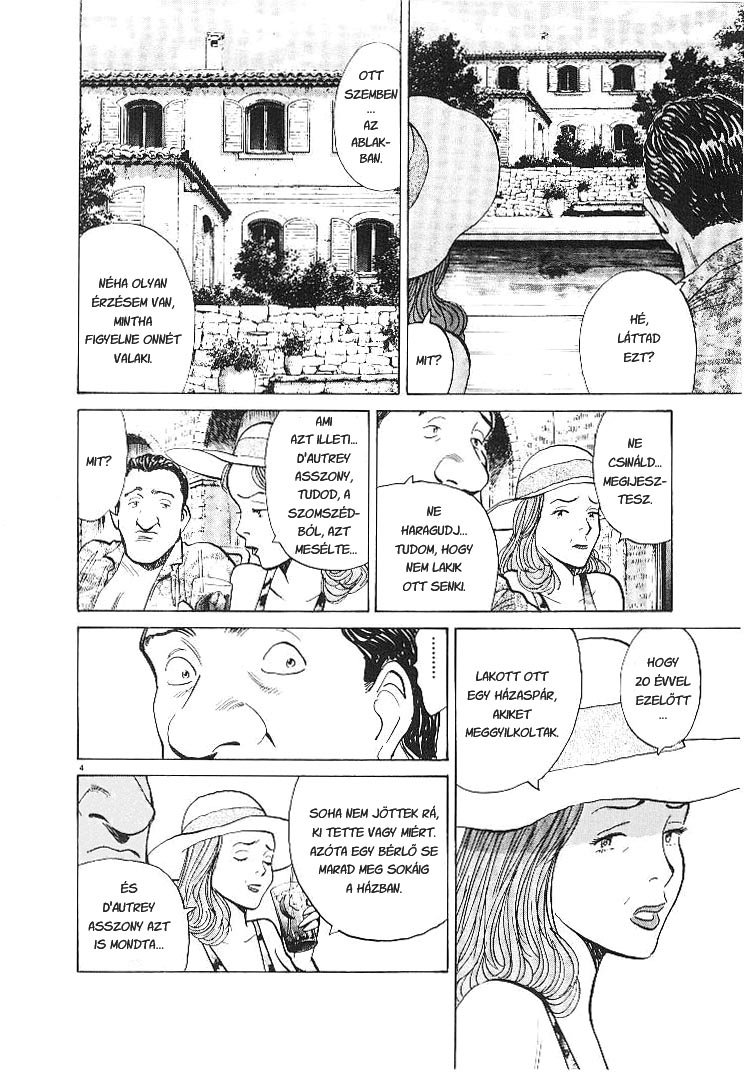 HÉ,
LÁTTAD
EZT?
MIT?
OTT
SZEMBEN
...
AZ
ABLAK-
BAN.
NÉHA OLYAN
ÉRZÉSEM VAN,
MINTHA
FIGYELNE ONNÉT
VALAKI.
NE
CSINÁLD...
MEGIJESZ-
TESZ.
NE
HARAGUDJ...
TUDOM, HOGY
NEM LAKIK
OTT SENKI.
AMI
AZT ILLETI...
D'AUTREY
ASSZONY,
TUDOD, A
SZOMSZÉD-
BÓL, AZT
MESÉLTE...
MIT?
HOGY
20 ÉVVEL
EZELŐTT
...
LAKOTT OTT
EGY HÁZASPÁR,
AKIKET
MEGGYILKOLTAK.
.........
4
SOHA NEM JÖTTEK RÁ,
KI TETTE VAGY MIÉRT.
AZÓTA EGY BÉRLŐ SE
MARAD MEG SOKÁIG
A HÁZBAN.
ÉS
D'AUTREY
ASSZONY AZT
IS MONDTA...